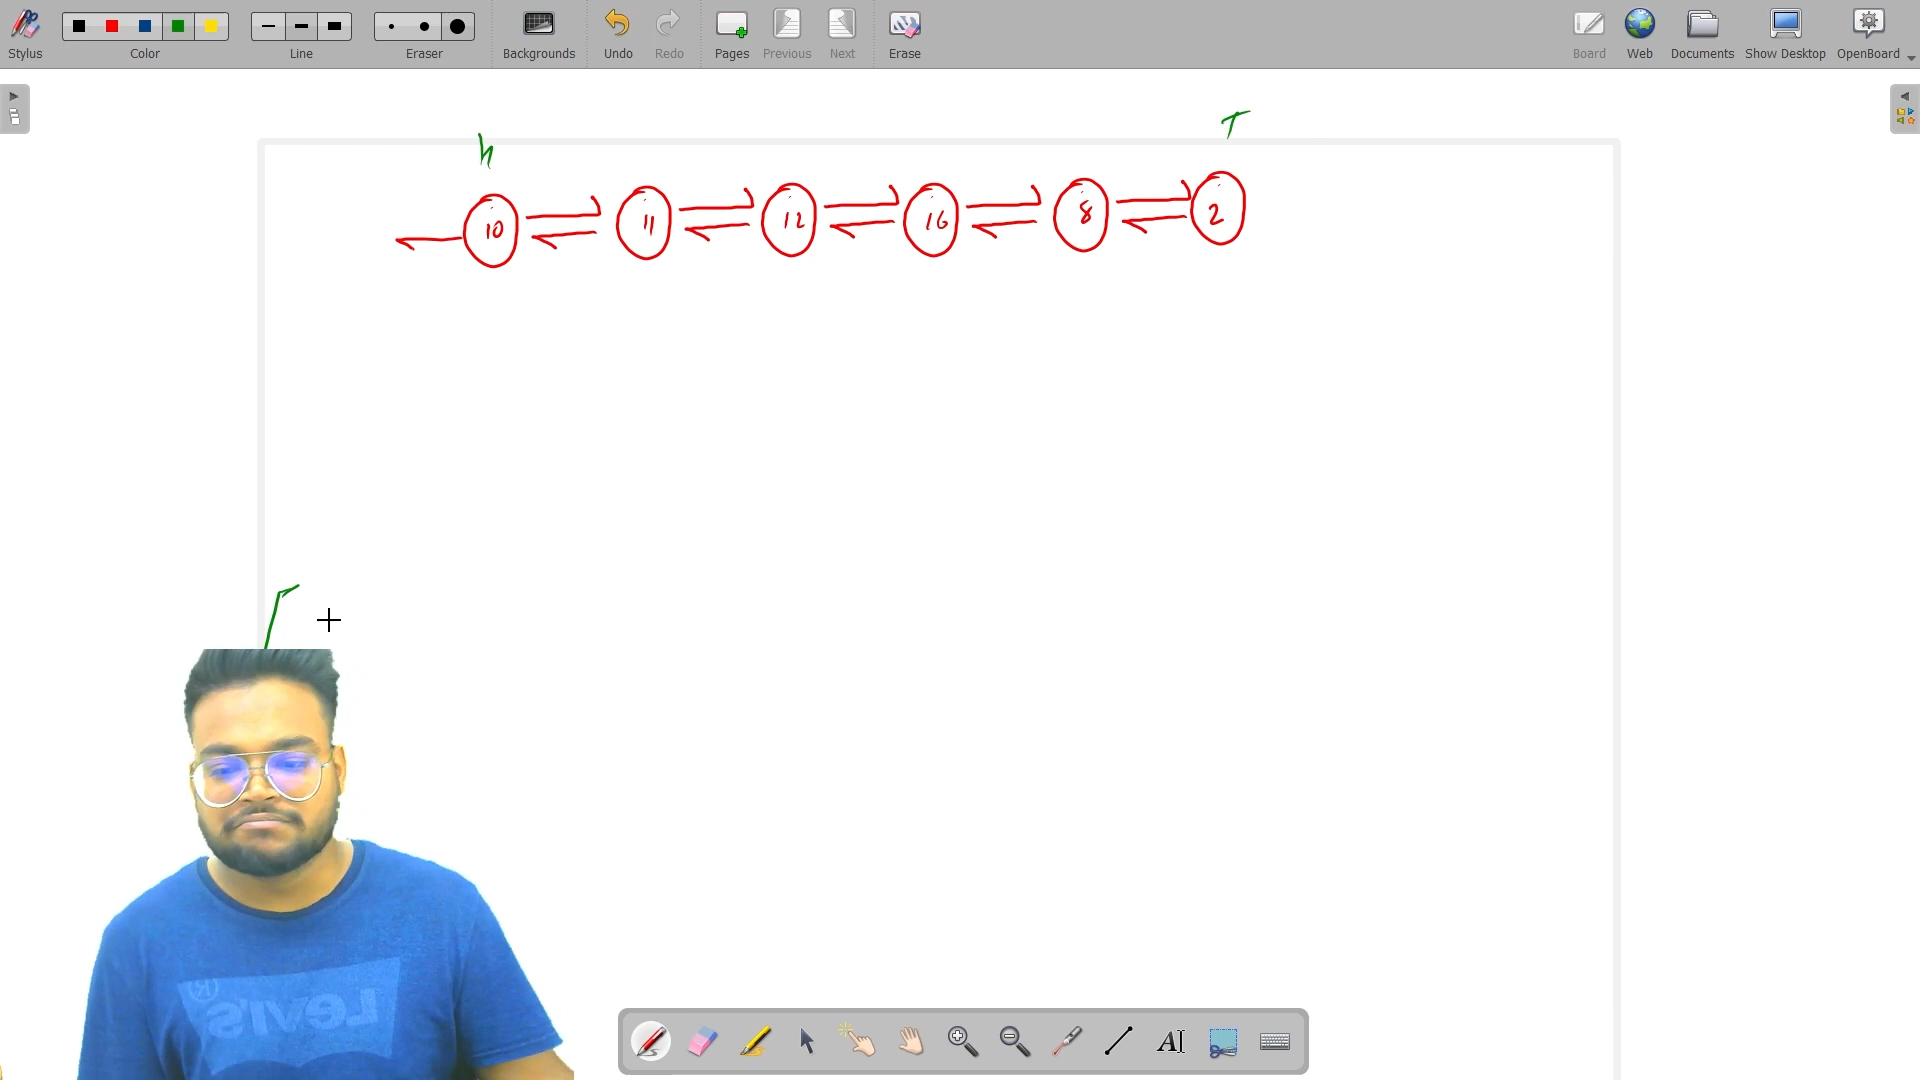 Stylus Color Line Eraser Backgrounds Undo Redo Pages Previous Next Erase Board Web Documents Show Desktop OpenBoard
h T
10 11 12 16 8 2
LEVI'S ®
AI